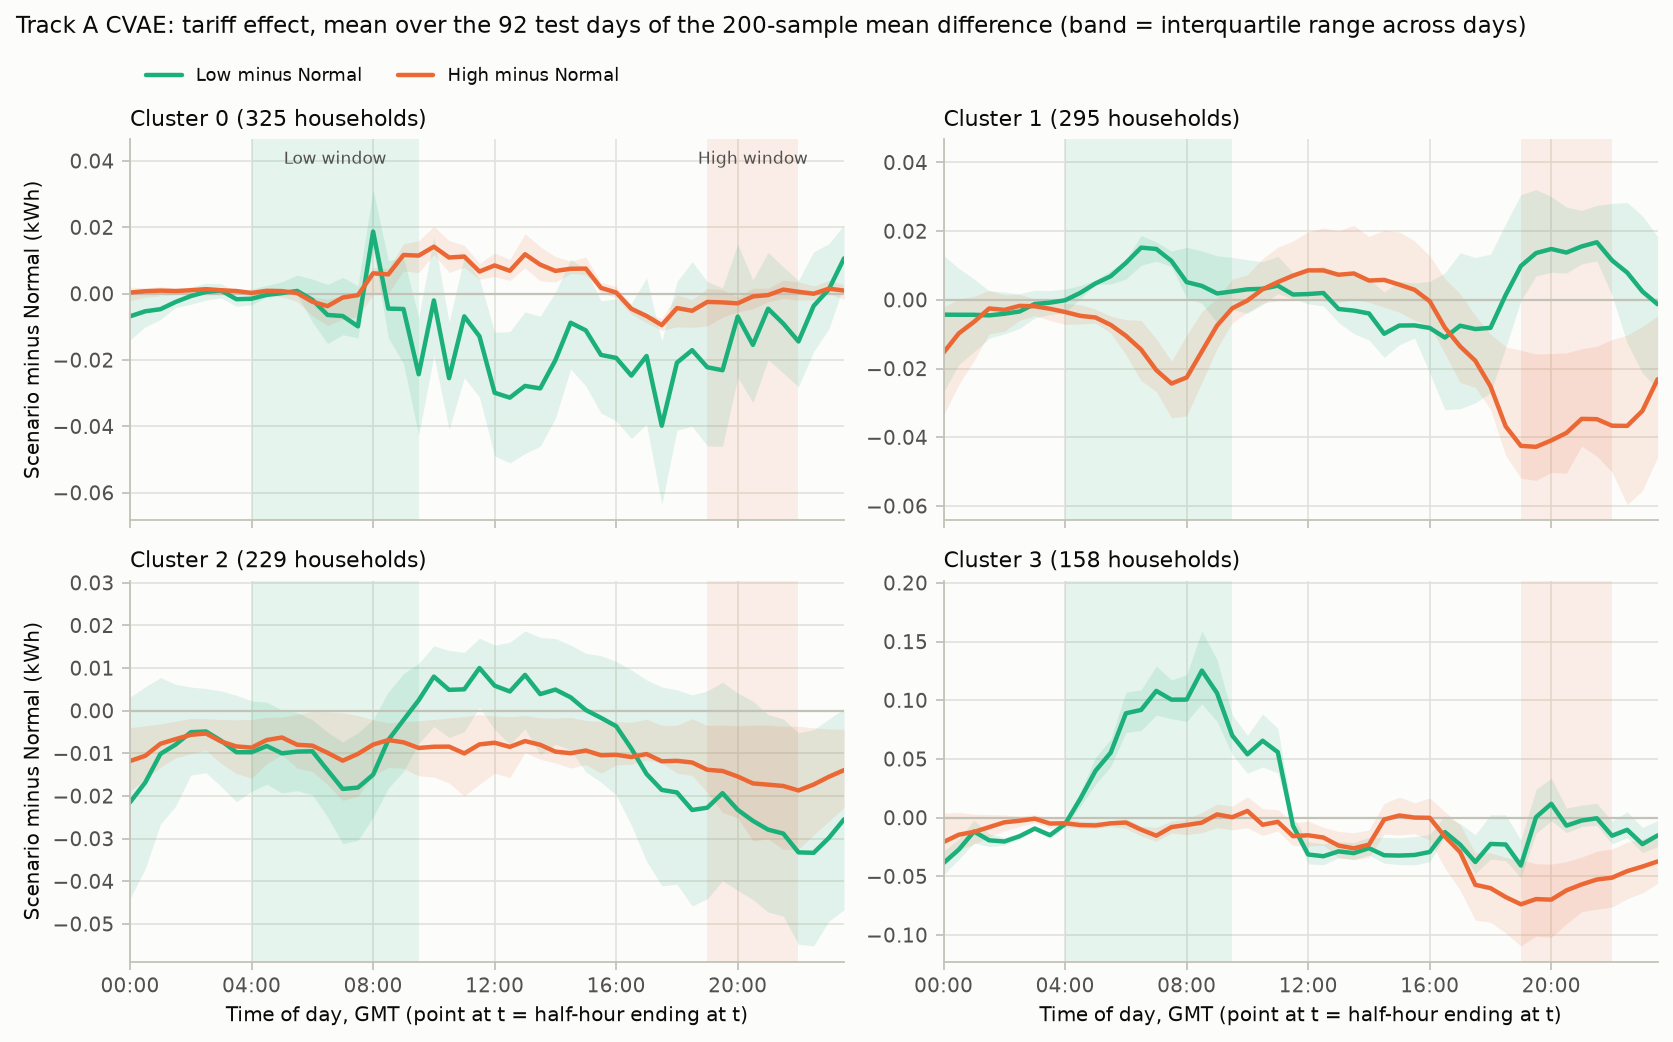 Track A CVAE: tariff effect, mean over the 92 test days of the 200-sample mean difference (band = interquartile range across days)
Low minus Normal
High minus Normal
Cluster 0 (325 households)
Cluster 1 (295 households)
Low window
High window
Scenario minus Normal (kWh)
0.04
0.02
0.00
−0.02
−0.04
−0.06
0.04
0.02
0.00
−0.02
−0.04
−0.06
Cluster 2 (229 households)
Cluster 3 (158 households)
Scenario minus Normal (kWh)
0.03
0.02
0.01
0.00
−0.01
−0.02
−0.03
−0.04
−0.05
0.20
0.15
0.10
0.05
0.00
−0.05
−0.10
00:00 04:00 08:00 12:00 16:00 20:00
00:00 04:00 08:00 12:00 16:00 20:00
Time of day, GMT (point at t = half-hour ending at t)
Time of day, GMT (point at t = half-hour ending at t)